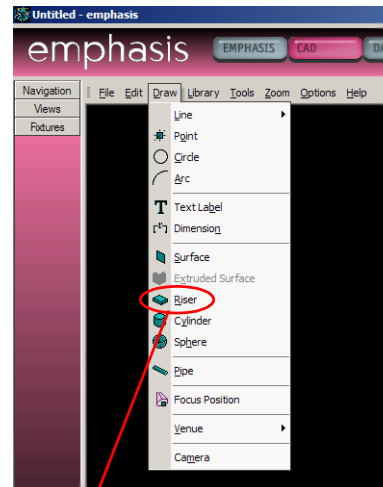 Untitled - emphasis
emphasis
EMPHASIS
CAD
DA
Navigation
Views
Fixtures
File Edit Draw Library Tools Zoom Options Help
Line
Point
Circle
Arc
T Text Label
Dimension
Surface
Extruded Surface
Riser
Cylinder
Sphere
Pipe
Focus Position
Venue
Camera